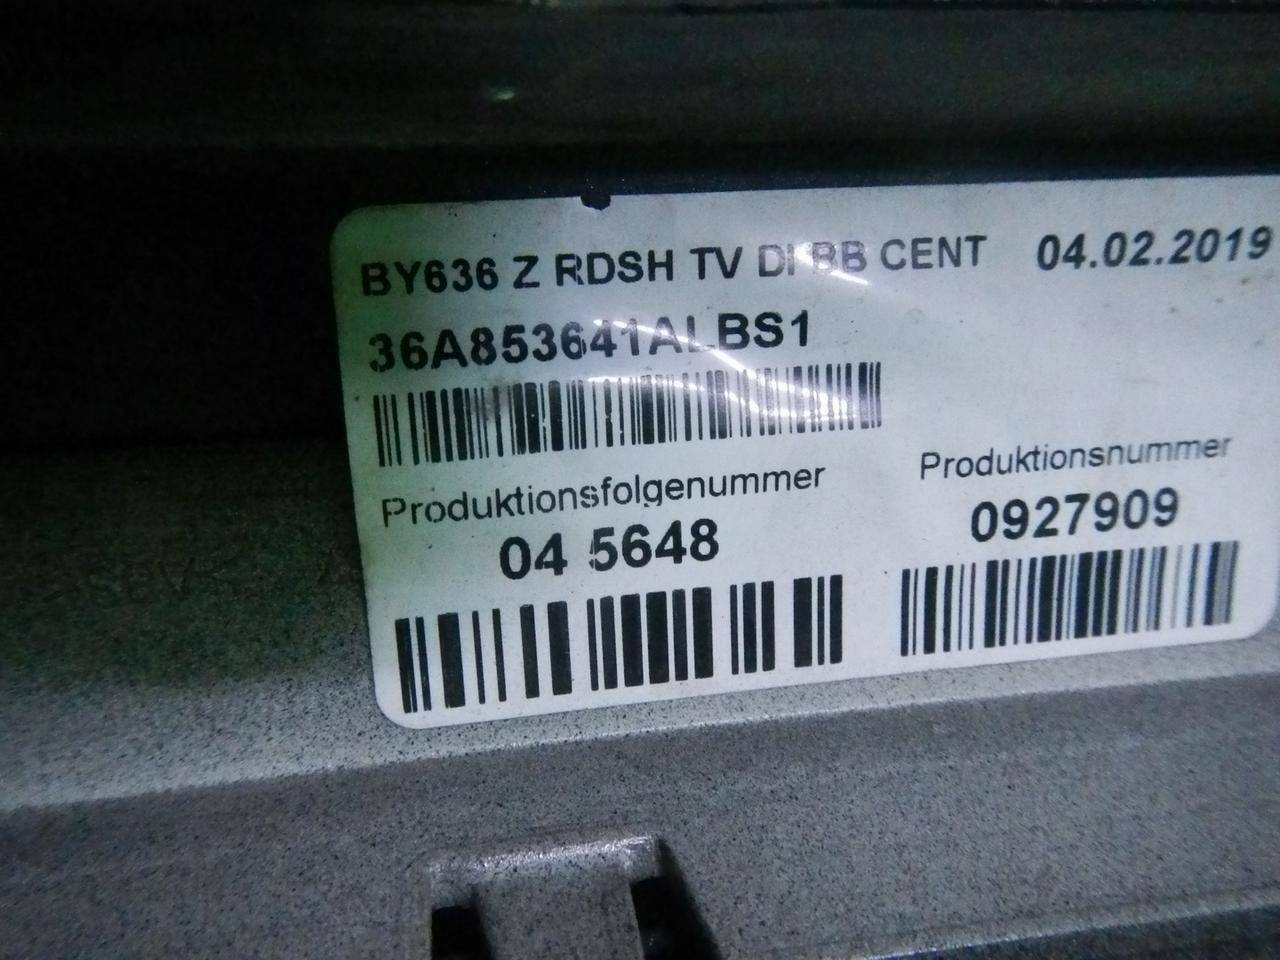 BY636 Z RDSH TV DI BB CENT 04.02.2019
36A853641ALBS1
Produktionsfolgenummer Produktionsnummer
04 5648 0927909